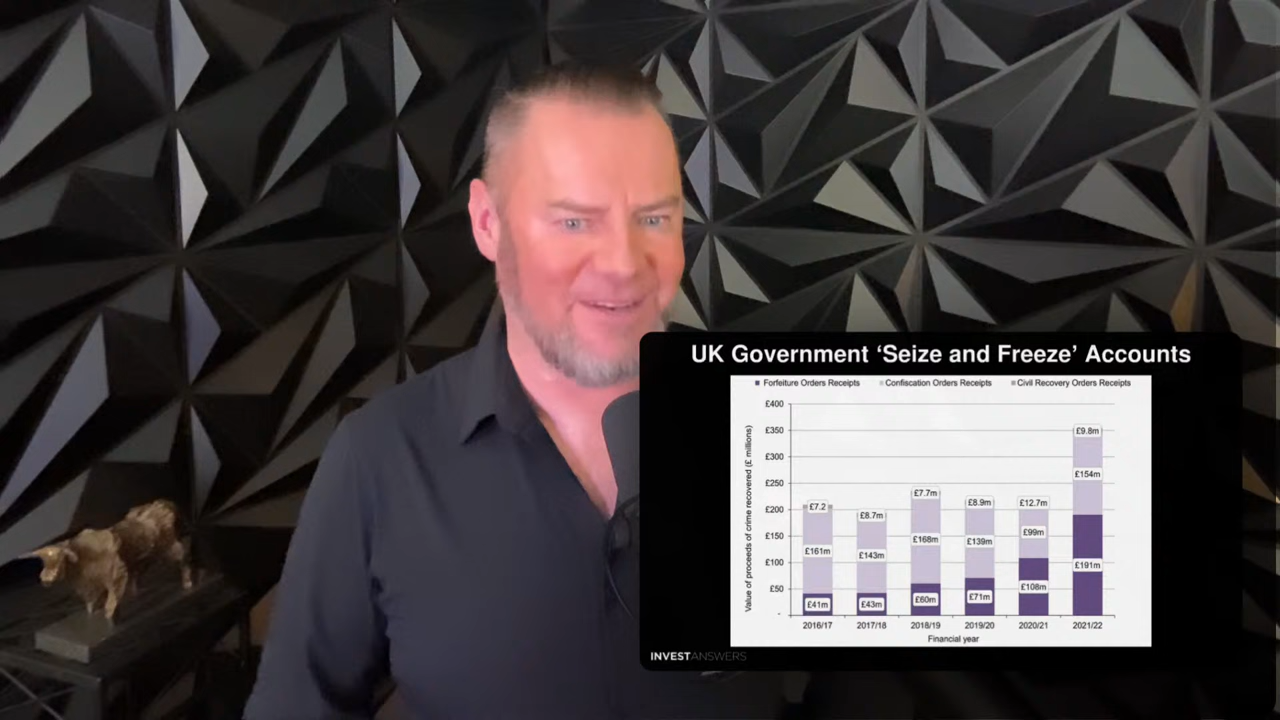 UK Government ‘Seize and Freeze’ Accounts
Forfeiture Orders Receipts Confiscation Orders Receipts Civil Recovery Orders Receipts
Value of proceeds of crime recovered (£ millions)
£400
£350
£300
£250
£200
£150
£100
£50
-
£7.2
£161m
£41m
£8.7m
£143m
£43m
£7.7m
£168m
£60m
£8.9m
£139m
£71m
£12.7m
£99m
£108m
£9.8m
£154m
£191m
2016/17 2017/18 2018/19 2019/20 2020/21 2021/22
Financial year
INVESTANSWERS